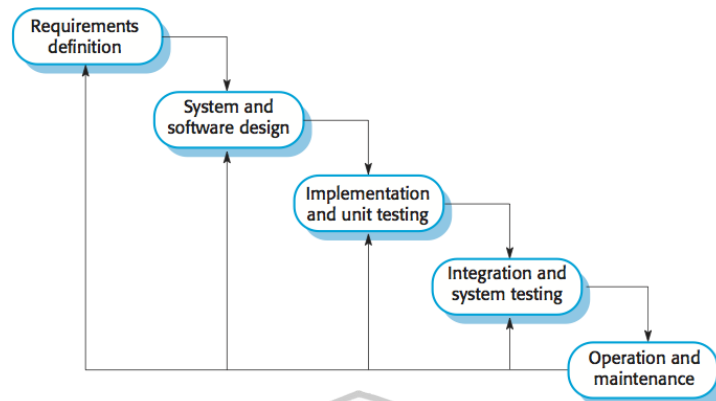 Requirements
definition
System and
software design
Implementation
and unit testing
Integration and
system testing
Operation and
maintenance